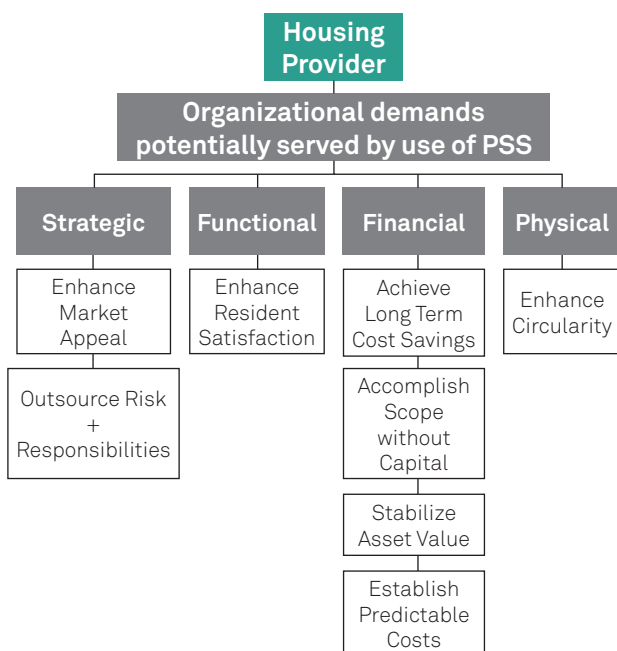 Housing
Provider
Organizational demands
potentially served by use of PSS
Strategic
Functional
Financial
Physical
Enhance
Market
Appeal
Outsource Risk
+
Responsibilities
Enhance
Resident
Satisfaction
Achieve
Long Term
Cost Savings
Accomplish
Scope
without
Capital
Stabilize
Asset Value
Establish
Predictable
Costs
Enhance
Circularity